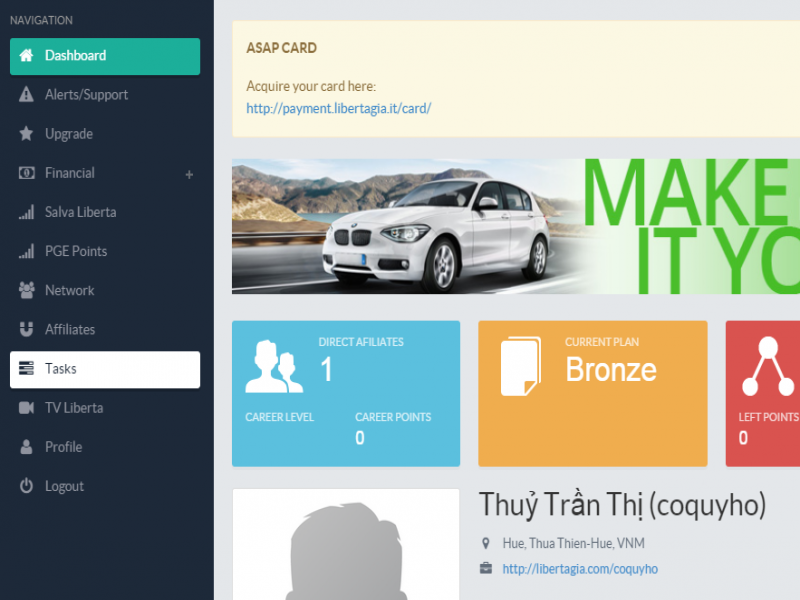 NAVIGATION
Dashboard
Alerts/Support
Upgrade
Financial +
Salva Liberta
PGE Points
Network
Affiliates
Tasks
TV Liberta
Profile
Logout
ASAP CARD
Acquire your card here:
http://payment.libertagia.it/card/
MAKE
IT YO
DIRECT AFILIATES
1
CAREER LEVEL
CAREER POINTS
0
CURRENT PLAN
Bronze
LEFT POINTS
0
Thuỷ Trần Thị (coquyho)
Hue, Thua Thien-Hue, VNM
http://libertagia.com/coquyho